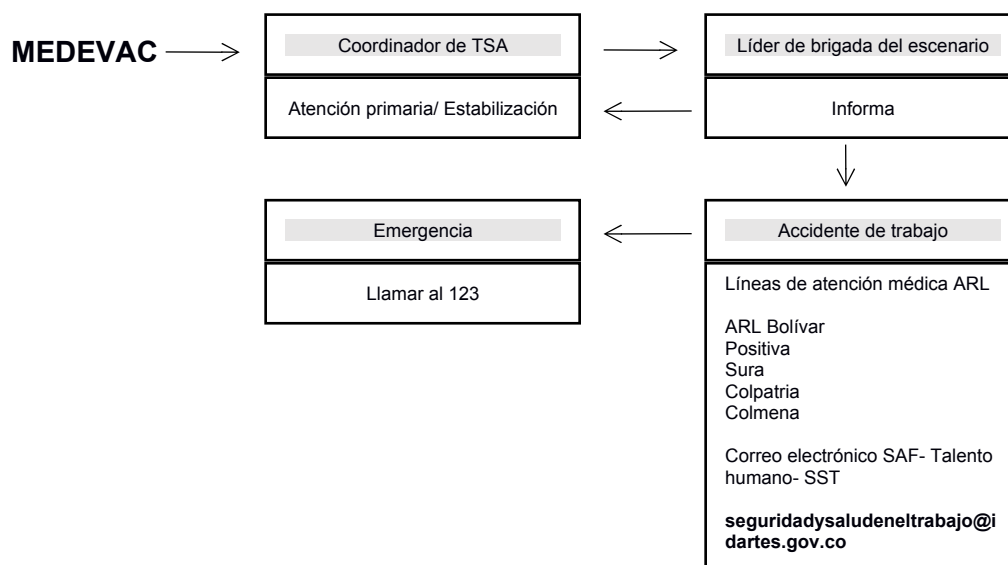 MEDEVAC
Coordinador de TSA
Atención primaria/ Estabilización
Líder de brigada del escenario
Informa
Accidente de trabajo
Líneas de atención médica ARL
ARL Bolívar
Positiva
Sura
Colpatria
Colmena
Correo electrónico SAF- Talento
humano- SST
seguridadysaludeneltrabajo@i
dartes.gov.co
Emergencia
Llamar al 123